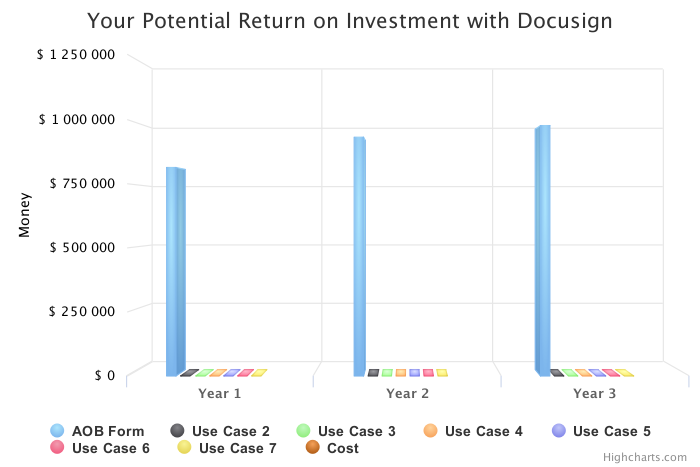 Your Potential Return on Investment with Docusign
$ 1 250 000
$ 1 000 000
$ 750 000
$ 500 000
$ 250 000
$ 0
Money
Year 1 Year 2 Year 3
AOB Form Use Case 2 Use Case 3 Use Case 4 Use Case 5
Use Case 6 Use Case 7 Cost
Highcharts.com